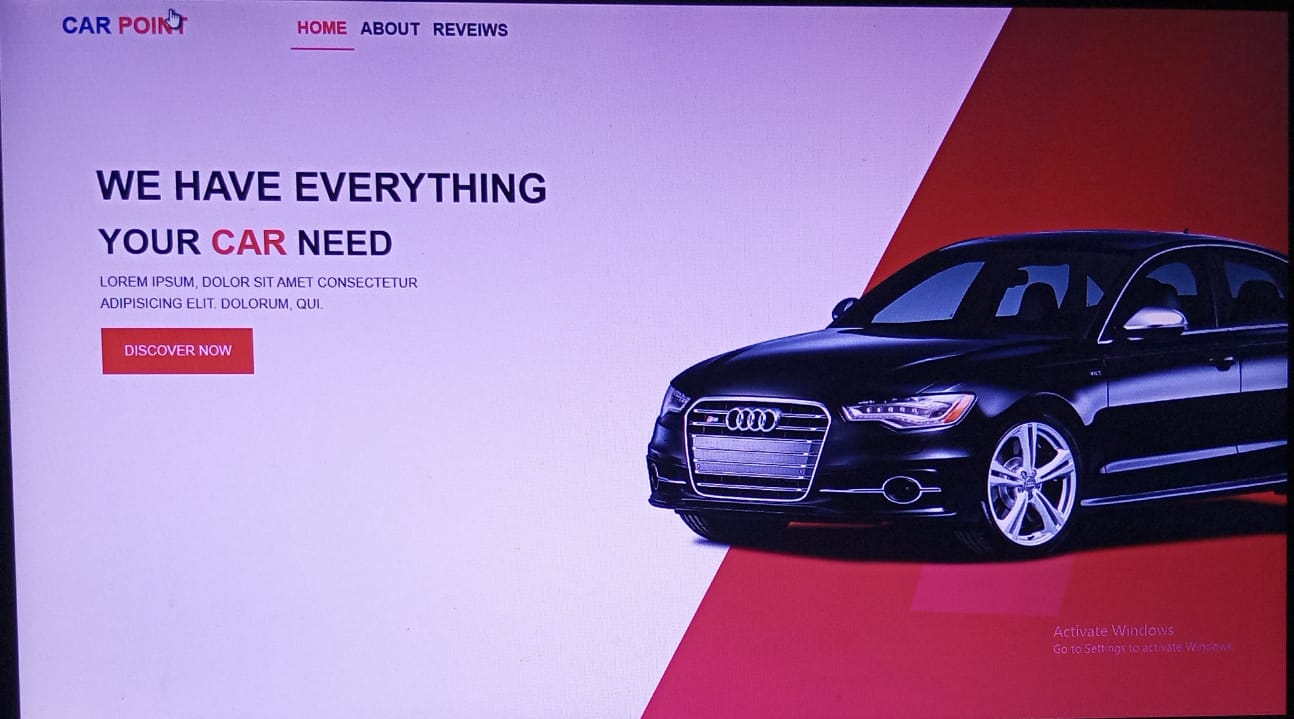 CAR POINT
HOME ABOUT REVEIWS
WE HAVE EVERYTHING
YOUR CAR NEED
LOREM IPSUM, DOLOR SIT AMET CONSECTETUR
ADIPISICING ELIT. DOLORUM, QUI.
DISCOVER NOW
Activate Windows
Go to Settings to activate Windows.